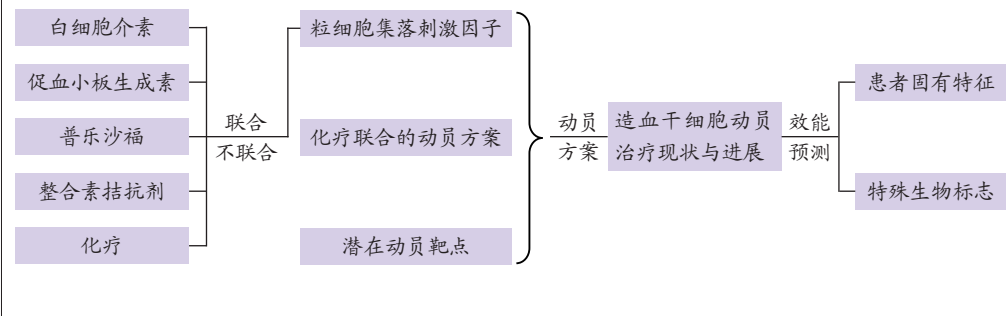 白细胞介素
促血小板生成素
普乐沙福
整合素拮抗剂
化疗
联合
不联合
粒细胞集落刺激因子
化疗联合的动员方案
潜在动员靶点
动员
方案
造血干细胞动员
治疗现状与进展
效能
预测
患者固有特征
特殊生物标志